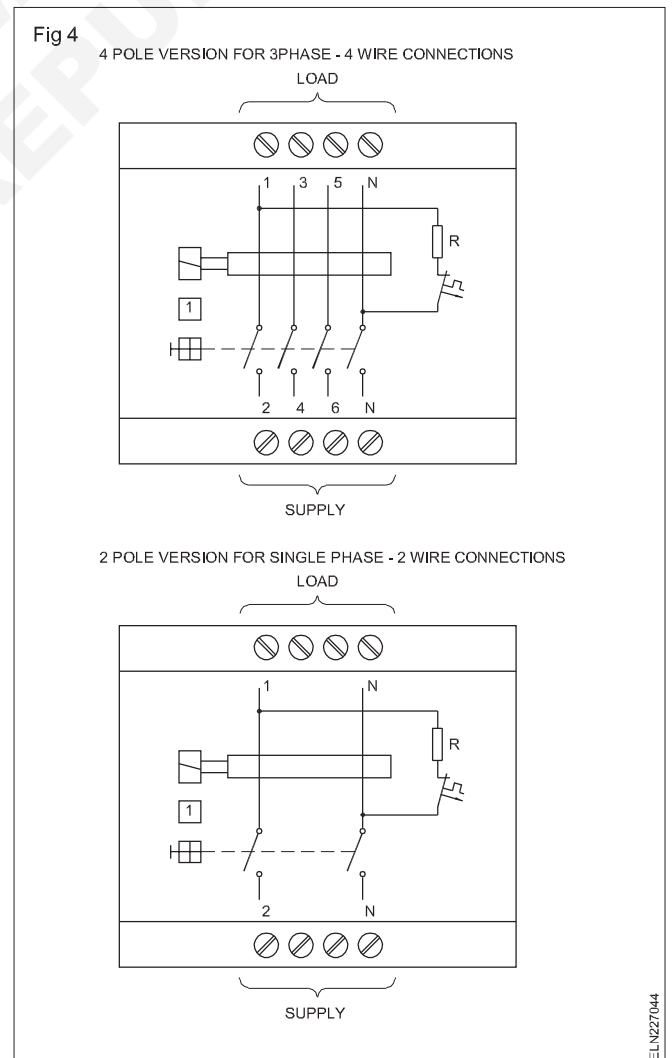 Fig 4
4 POLE VERSION FOR 3PHASE - 4 WIRE CONNECTIONS
LOAD
1 3 5 N
R
1
2 4 6 N
SUPPLY
2 POLE VERSION FOR SINGLE PHASE - 2 WIRE CONNECTIONS
LOAD
1 N
R
1
2 N
SUPPLY
ELN227044